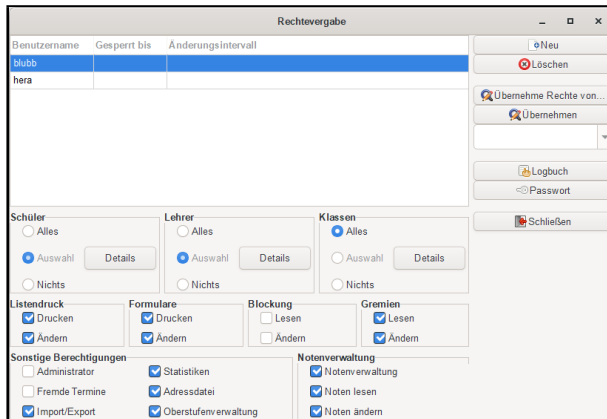 Rechtevergabe
Benutzername Gesperrt bis Änderungsintervall
blubb
hera
Neu
Löschen
Übernehme Rechte von...
Übernehmen
Logbuch
Passwort
Schließen
Schüler
Alles
Auswahl Details
Nichts
Lehrer
Alles
Auswahl Details
Nichts
Klassen
Alles
Auswahl Details
Nichts
Listendruck
Drucken
Ändern
Formulare
Drucken
Ändern
Blockung
Lesen
Ändern
Gremien
Lesen
Ändern
Sonstige Berechtigungen
Administrator Statistiken
Fremde Termine Adressdatei
Import/Export Oberstufenverwaltung
Notenverwaltung
Notenverwaltung
Noten lesen
Noten ändern